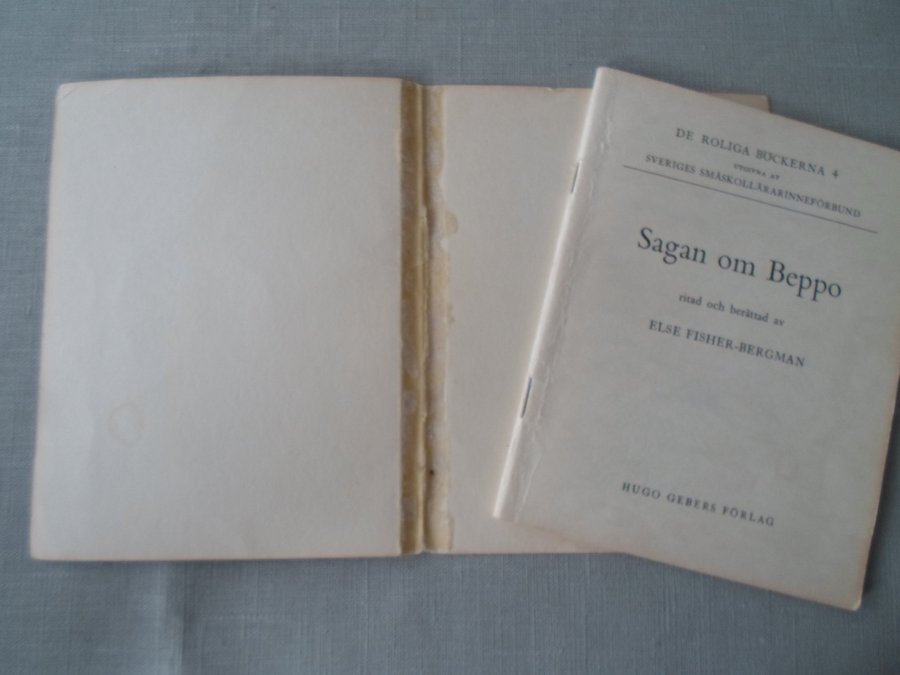 DE ROLIGA BÖCKERNA 4
UTGIVNA AV
SVERIGES SMÅSKOLLÄRARINNEFÖRBUND
Sagan om Beppo
ritad och berättad av
ELSE FISHER-BERGMAN
HUGO GEBERS FÖRLAG